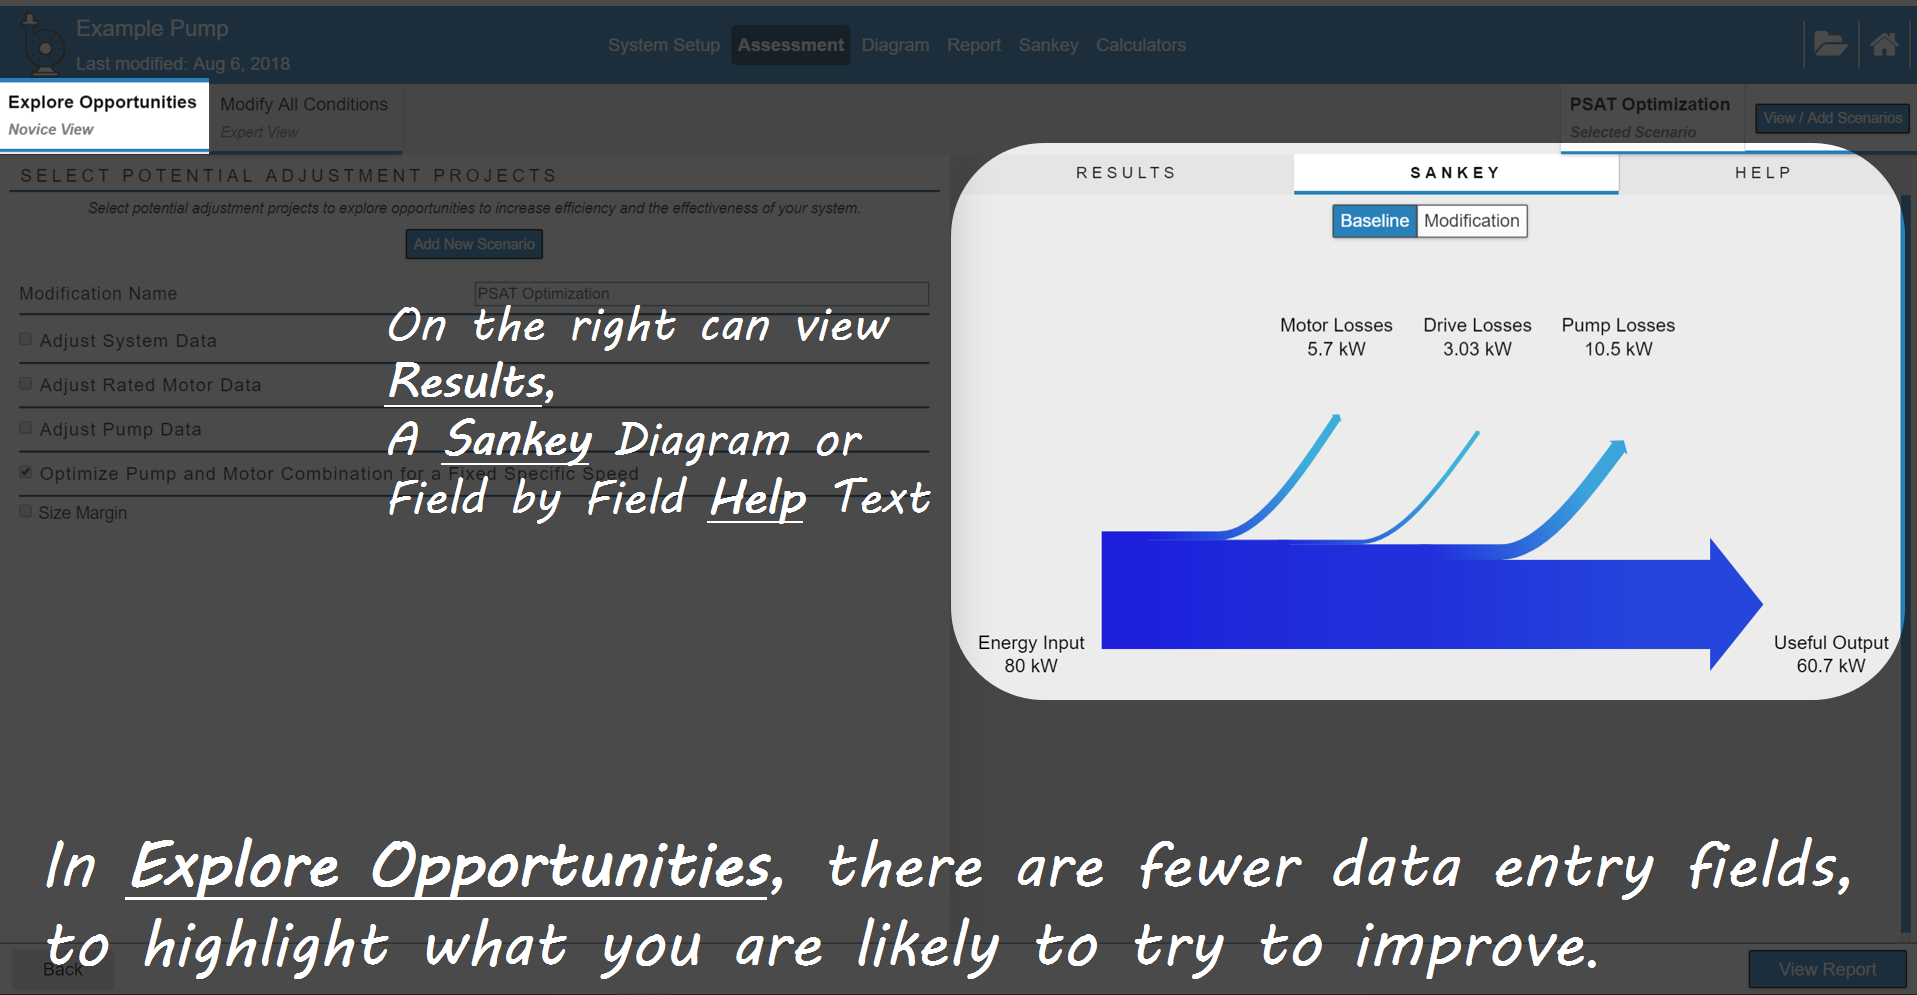 Example Pump
Last modified: Aug 6, 2018
System Setup Assessment Diagram Report Sankey Calculators
Explore Opportunities
Novice View
Modify All Conditions
Expert View
PSAT Optimization
Selected Scenario
View / Add Scenarios
SELECT POTENTIAL ADJUSTMENT PROJECTS
Select potential adjustment projects to explore opportunities to increase efficiency and the effectiveness of your system.
Add New Scenario
Modification Name PSAT Optimization
Adjust System Data
Adjust Rated Motor Data
Adjust Pump Data
Optimize Pump and Motor Combination for a Fixed Specific Speed
Size Margin
On the right can view
Results,
A Sankey Diagram or
Field by Field Help Text
RESULTS SANKEY HELP
Baseline Modification
Motor Losses
5.7 kW
Drive Losses
3.03 kW
Pump Losses
10.5 kW
Energy Input
80 kW
Useful Output
60.7 kW
In Explore Opportunities, there are fewer data entry fields,
to highlight what you are likely to try to improve.
Back
View Report